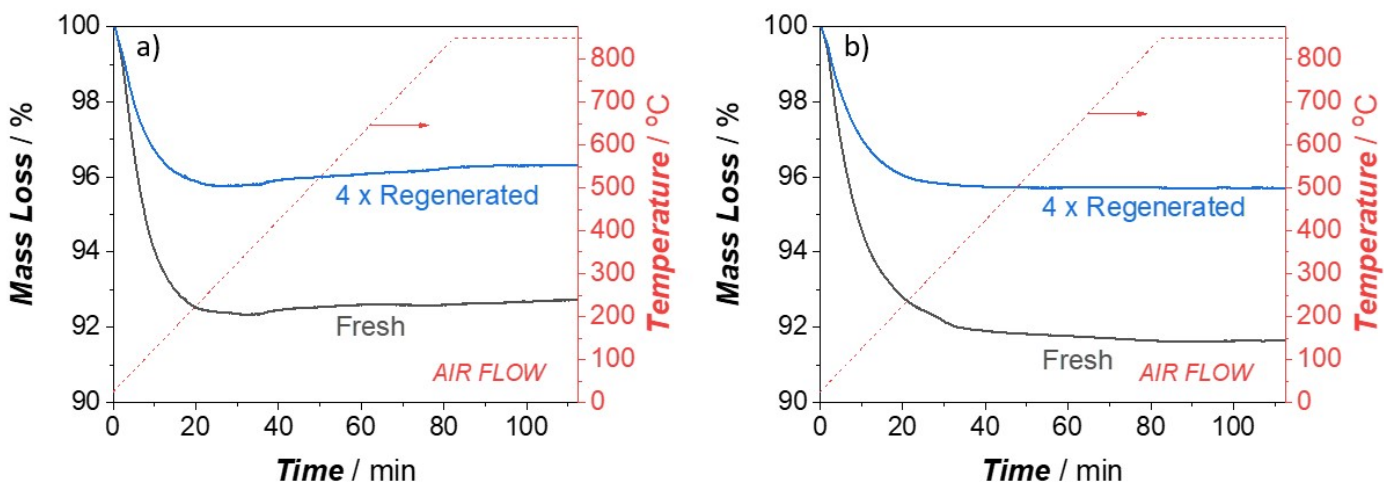 a)
Mass Loss / %
100
98
96
94
92
90
4 x Regenerated
Fresh
AIR FLOW
800
700
600
500
400
300
200
100
0
Temperature / °C
0 20 40 60 80 100
Time / min
b)
Mass Loss / %
100
98
96
94
92
90
4 x Regenerated
Fresh
AIR FLOW
800
700
600
500
400
300
200
100
0
Temperature / °C
0 20 40 60 80 100
Time / min